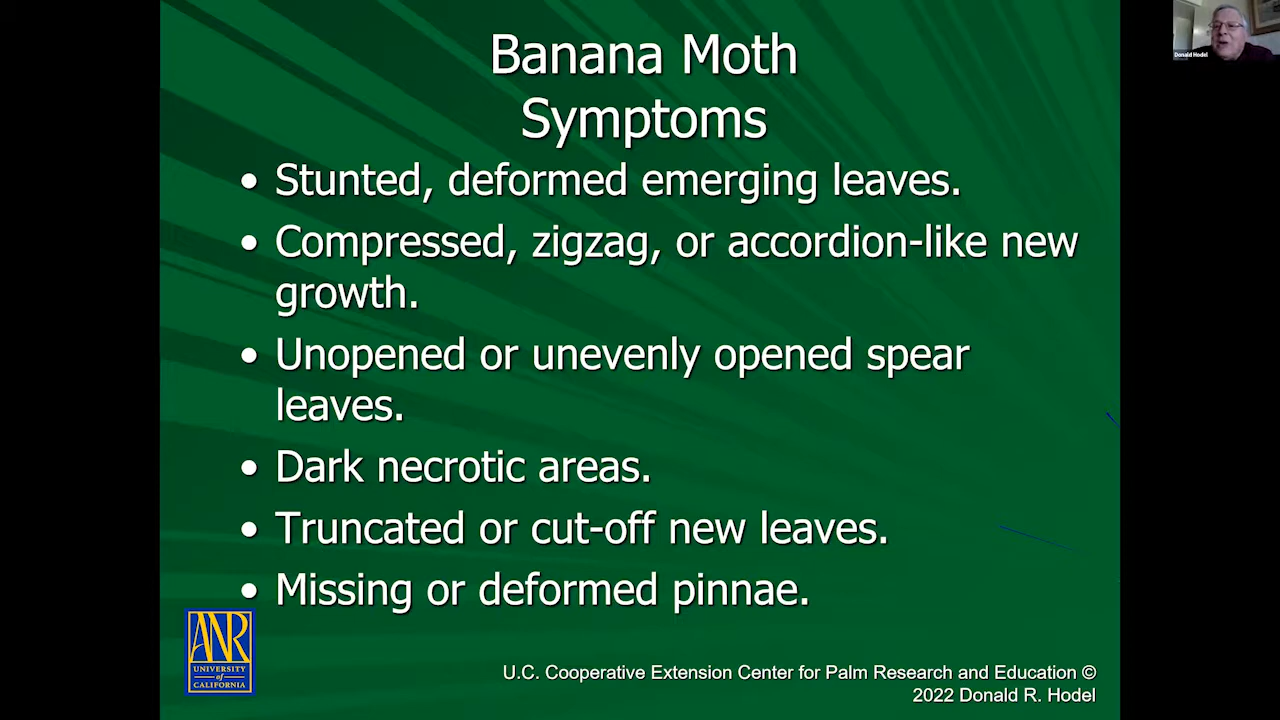 Banana Moth
Symptoms
• Stunted, deformed emerging leaves.
• Compressed, zigzag, or accordion-like new
growth.
• Unopened or unevenly opened spear
leaves.
• Dark necrotic areas.
• Truncated or cut-off new leaves.
• Missing or deformed pinnae.
ANR
UNIVERSITY
of
CALIFORNIA
U.C. Cooperative Extension Center for Palm Research and Education ©
2022 Donald R. Hodel
Donald Hodel